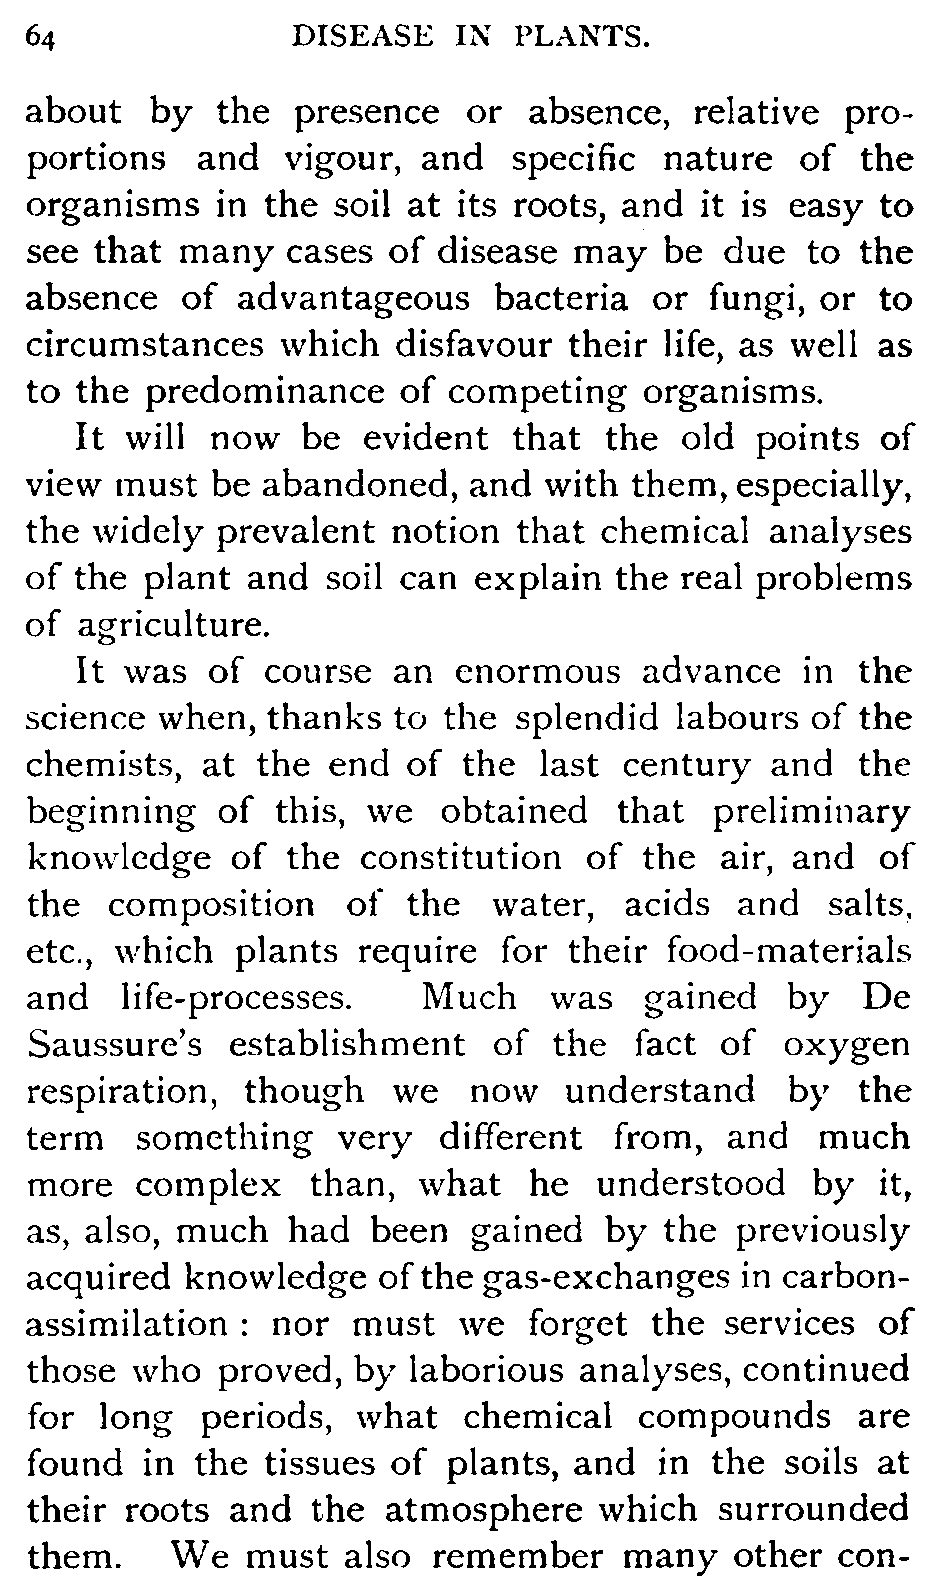 64 DISEASE IN PLANTS.
about by the presence or absence, relative pro-
portions and vigour, and specific nature of the
organisms in the soil at its roots, and it is easy to
see that many cases of disease may be due to the
absence of advantageous bacteria or fungi, or to
circumstances which disfavour their life, as well as
to the predominance of competing organisms.
It will now be evident that the old points of
view must be abandoned, and with them, especially,
the widely prevalent notion that chemical analyses
of the plant and soil can explain the real problems
of agriculture.
It was of course an enormous advance in the
science when, thanks to the splendid labours of the
chemists, at the end of the last century and the
beginning of this, we obtained that preliminary
knowledge of the constitution of the air, and of
the composition of the water, acids and salts,
etc., which plants require for their food-materials
and life-processes. Much was gained by De
Saussure's establishment of the fact of oxygen
respiration, though we now understand by the
term something very different from, and much
more complex than, what he understood by it,
as, also, much had been gained by the previously
acquired knowledge of the gas-exchanges in carbon-
assimilation : nor must we forget the services of
those who proved, by laborious analyses, continued
for long periods, what chemical compounds are
found in the tissues of plants, and in the soils at
their roots and the atmosphere which surrounded
them. We must also remember many other con-